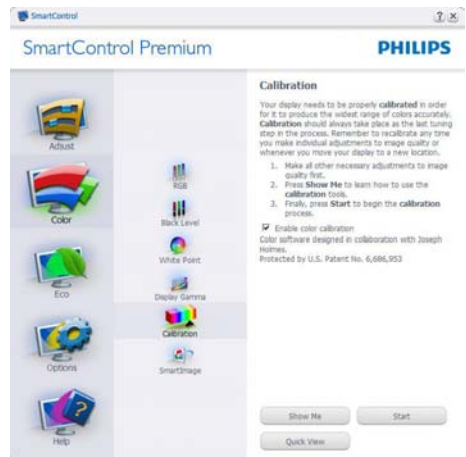 SmartControl
SmartControl Premium
PHILIPS
Adjust
Color
Eco
Options
Help
RGB
Black Level
White Point
Display Gamma
Calibration
SmartImage
Calibration
Your display needs to be properly calibrated in order
for it to produce the widest range of colors accurately.
Calibration should always take place as the last tuning
step in the process. Remember to recalibrate any time
you make individual adjustments to image quality or
whenever you move your display to a new location.
1. Make all other necessary adjustments to image
quality first.
2. Press Show Me to learn how to use the
calibration tools.
3. Finally, press Start to begin the calibration
process.
Enable color calibration
Color software designed in collaboration with Joseph
Holmes.
Protected by U.S. Patent No. 6,686,953
Show Me
Start
Quick View